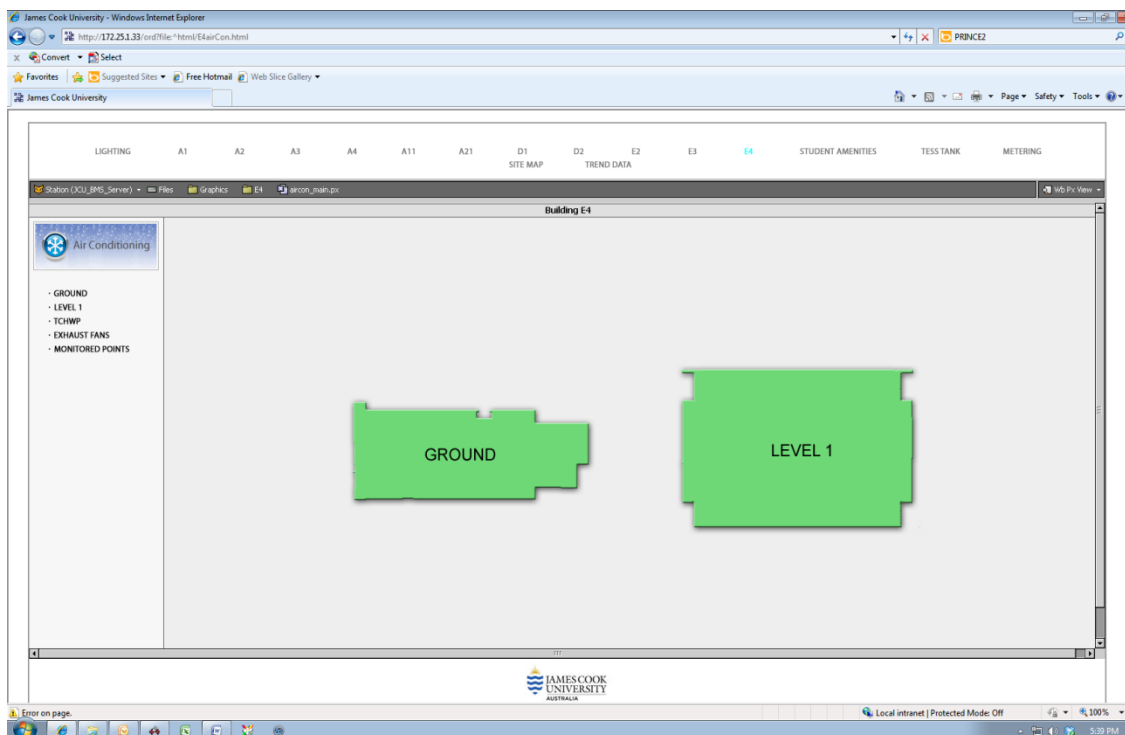 James Cook University - Windows Internet Explorer
http://172.25.1.33/ord?file:^html/E4airCon.html
PRINCE2
x Convert Select
Favorites Suggested Sites Free Hotmail Web Slice Gallery
James Cook University Page Safety Tools
LIGHTING A1 A2 A3 A4 A11 A21 D1 D2 E2 E3 E4 STUDENT AMENITIES TESS TANK METERING
SITE MAP TREND DATA
Station (JCU_BMS_Server) Files Graphics E4 aircon_main.px Wb Px View
Building E4
Air Conditioning
· GROUND
· LEVEL 1
· TCHWP
· EXHAUST FANS
· MONITORED POINTS
GROUND
LEVEL 1
JAMES COOK
UNIVERSITY
AUSTRALIA
Error on page. Local intranet | Protected Mode: Off 100%
5:39 PM